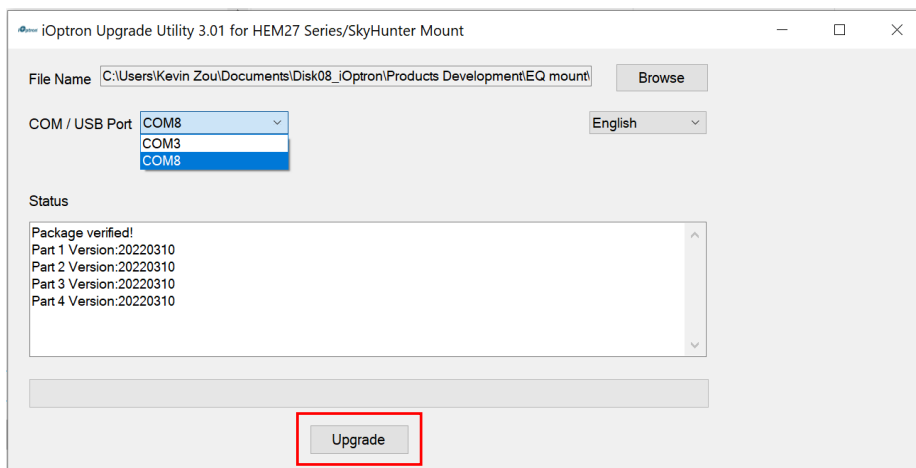 iOptron Upgrade Utility 3.01 for HEM27 Series/SkyHunter Mount
File Name C:\Users\Kevin Zou\Documents\Disk08_iOptron\Products Development\EQ mount\ Browse
COM / USB Port COM8 English
COM3
COM8
Status
Package verified!
Part 1 Version:20220310
Part 2 Version:20220310
Part 3 Version:20220310
Part 4 Version:20220310
Upgrade